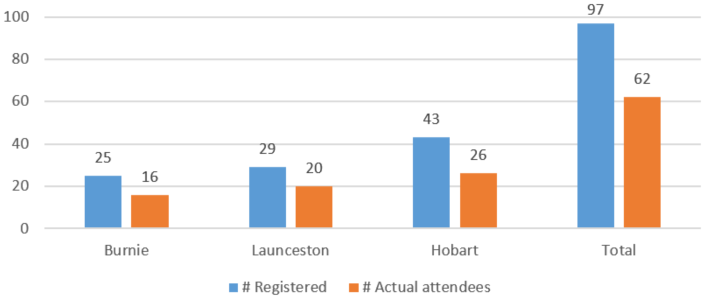 100
97
80
62
60
43
40
29
25
26
20
16
20
0
Burnie
Launceston
Hobart
Total
# Registered
# Actual attendees